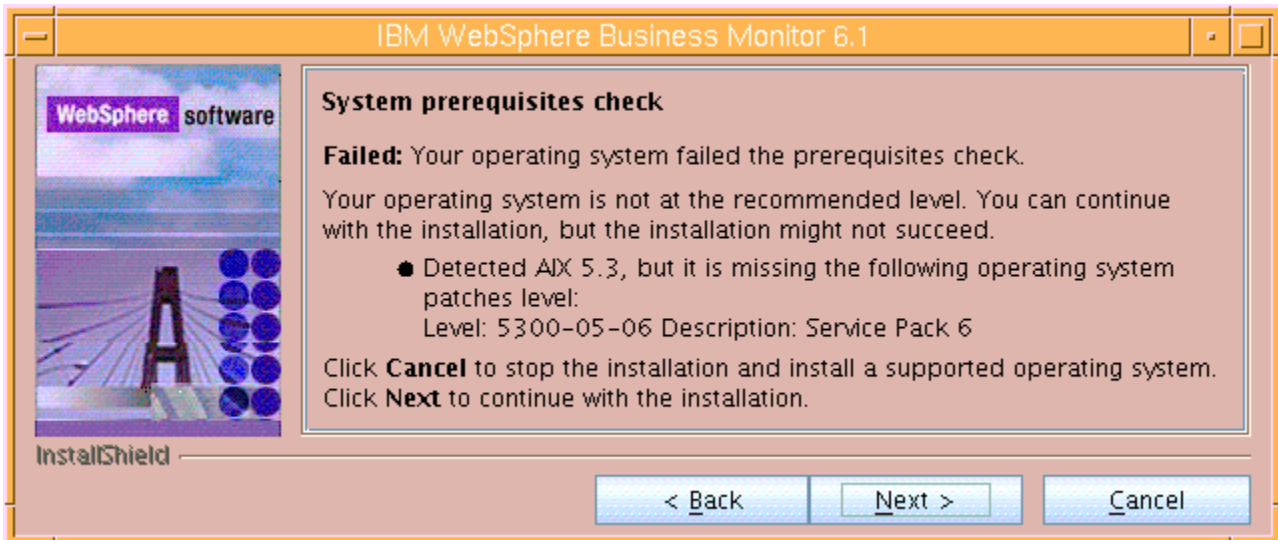 IBM WebSphere Business Monitor 6.1
WebSphere software
System prerequisites check
Failed: Your operating system failed the prerequisites check.
Your operating system is not at the recommended level. You can continue
with the installation, but the installation might not succeed.
● Detected AIX 5.3, but it is missing the following operating system
patches level:
Level: 5300-05-06 Description: Service Pack 6
Click Cancel to stop the installation and install a supported operating system.
Click Next to continue with the installation.
InstallShield
< Back
Next >
Cancel